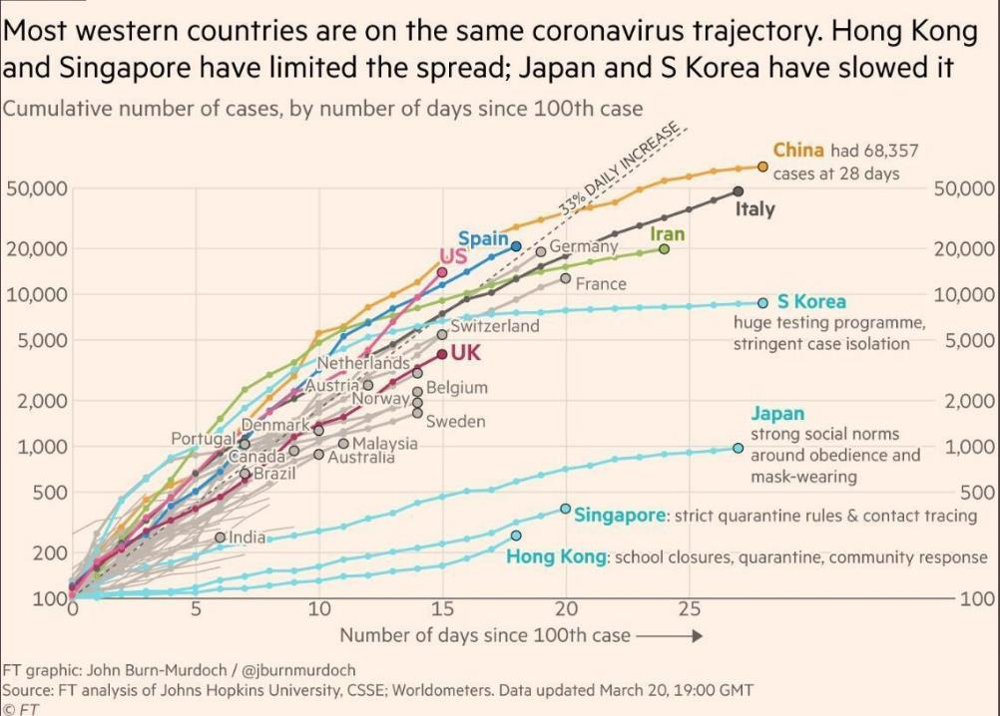 Most western countries are on the same coronavirus trajectory. Hong Kong
and Singapore have limited the spread; Japan and S Korea have slowed it
Cumulative number of cases, by number of days since 100th case
33% DAILY INCREASE
China had 68,357
cases at 28 days
50,000
50,000
Italy
Spain
Iran
Germany
US
20,000
20,000
France
10,000
10,000
S Korea
huge testing programme,
stringent case isolation
Switzerland
5,000
5,000
UK
Netherlands
Austria
Belgium
Norway
2,000
2,000
Japan
strong social norms
around obedience and
mask-wearing
Sweden
Denmark
Portugal
Malaysia
1,000
1,000
Canada
Australia
Brazil
500
500
Singapore: strict quarantine rules & contact tracing
India
200
200
Hong Kong: school closures, quarantine, community response
100
100
0
5
10
15
20
25
Number of days since 100th case
FT graphic: John Burn-Murdoch / @jburnmurdoch
Source: FT analysis of Johns Hopkins University, CSSE; Worldometers. Data updated March 20, 19:00 GMT
© FT